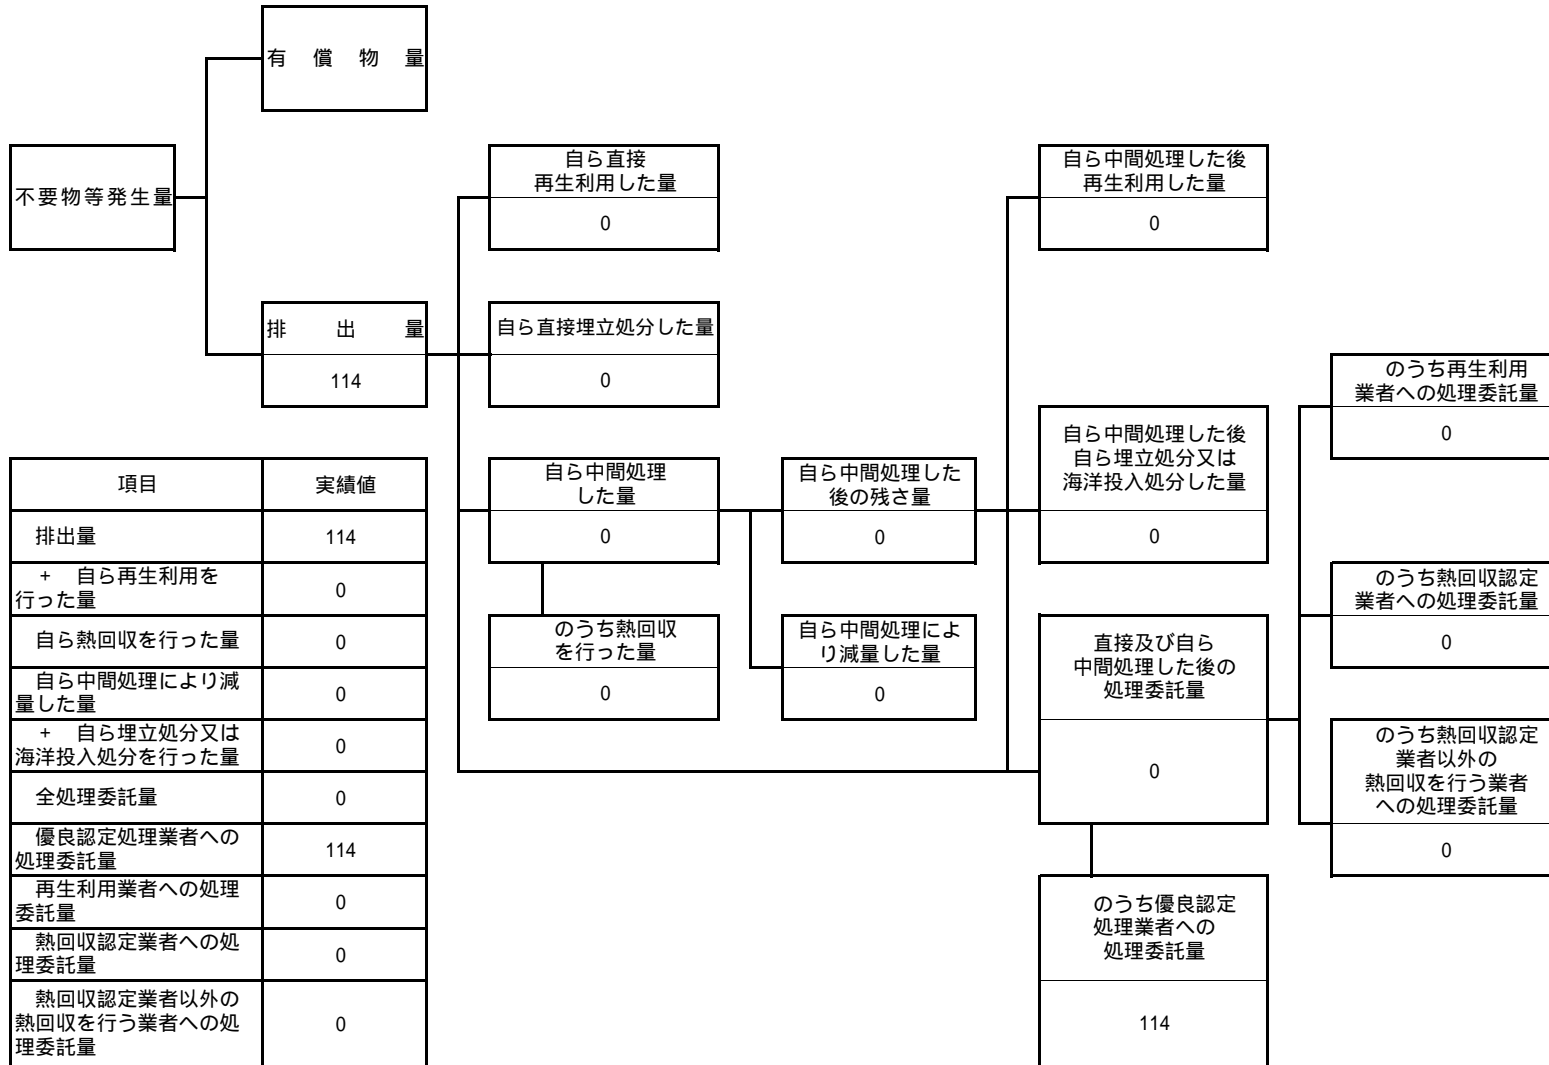 有 償 物 量
不要物等発生量
自ら直接
再生利用した量
0
自ら中間処理した後
再生利用した量
0
排 出 量
114
自ら直接埋立処分した量
0
のうち再生利用
業者への処理委託量
0
自ら中間処理した後
自ら埋立処分又は
海洋投入処分した量
0
自ら中間処理
した量
0
自ら中間処理した
後の残さ量
0
のうち熱回収認定
業者への処理委託量
0
のうち熱回収
を行った量
0
自ら中間処理によ
り減量した量
0
直接及び自ら
中間処理した後の
処理委託量
0
のうち熱回収認定
業者以外の
熱回収を行う業者
への処理委託量
0
のうち優良認定
処理業者への
処理委託量
114
項目 実績値
排出量 114
+ 自ら再生利用を
行った量 0
自ら熱回収を行った量 0
自ら中間処理により減
量した量 0
+ 自ら埋立処分又は
海洋投入処分を行った量 0
全処理委託量 0
優良認定処理業者への
処理委託量 114
再生利用業者への処理
委託量 0
熱回収認定業者への処
理委託量 0
熱回収認定業者以外の
熱回収を行う業者への処
理委託量 0